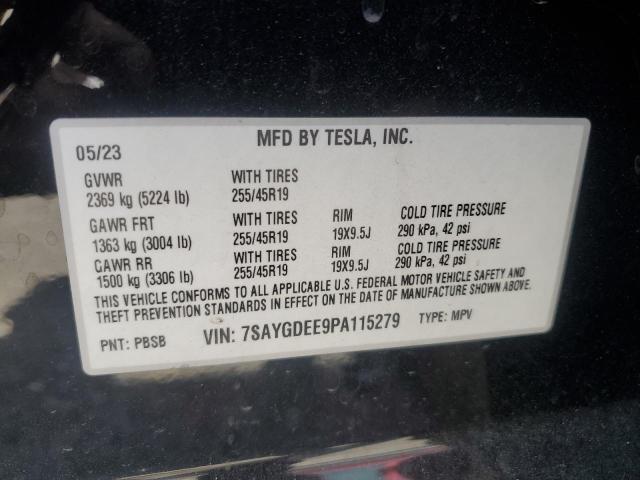 MFD BY TESLA, INC.
05/23
GVWR WITH TIRES
2369 kg (5224 lb) 255/45R19
GAWR FRT WITH TIRES RIM COLD TIRE PRESSURE
1363 kg (3004 lb) 255/45R19 19X9.5J 290 kPa, 42 psi
GAWR RR WITH TIRES RIM COLD TIRE PRESSURE
1500 kg (3306 lb) 255/45R19 19X9.5J 290 kPa, 42 psi
THIS VEHICLE CONFORMS TO ALL APPLICABLE U.S. FEDERAL MOTOR VEHICLE SAFETY AND
THEFT PREVENTION STANDARDS IN EFFECT ON THE DATE OF MANUFACTURE SHOWN ABOVE.
PNT: PBSB VIN: 7SAYGDEE9PA115279 TYPE: MPV